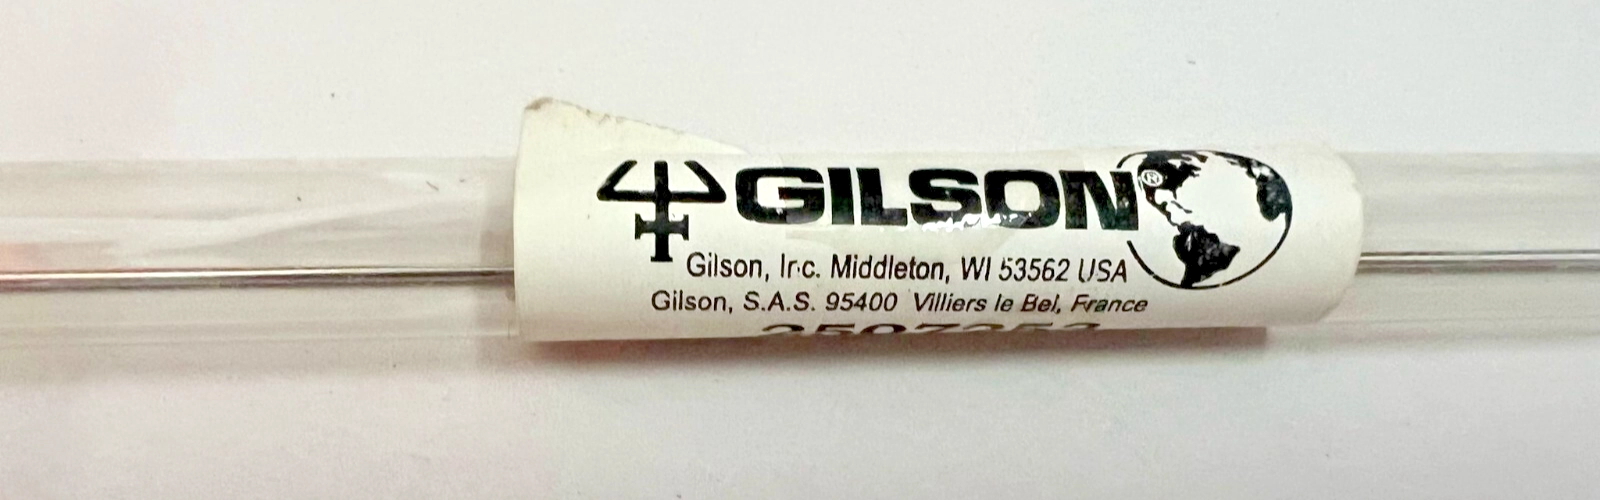 GILSON®
Gilson, Inc. Middleton, WI 53562 USA
Gilson, S.A.S. 95400 Villiers le Bel, France